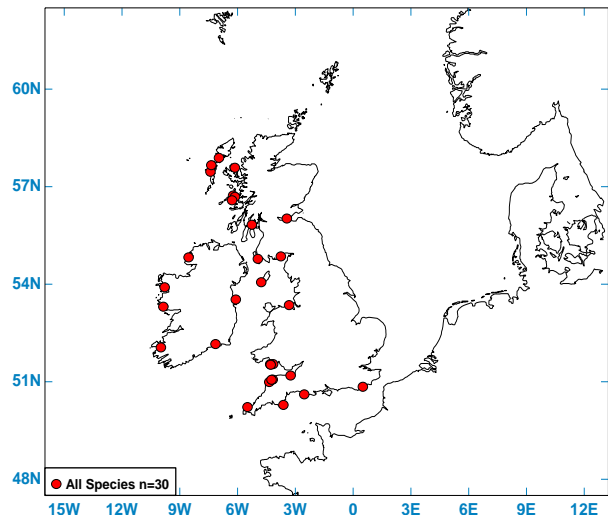 60N
57N
54N
51N
48N
All Species n=30
15W 12W 9W 6W 3W 0 3E 6E 9E 12E